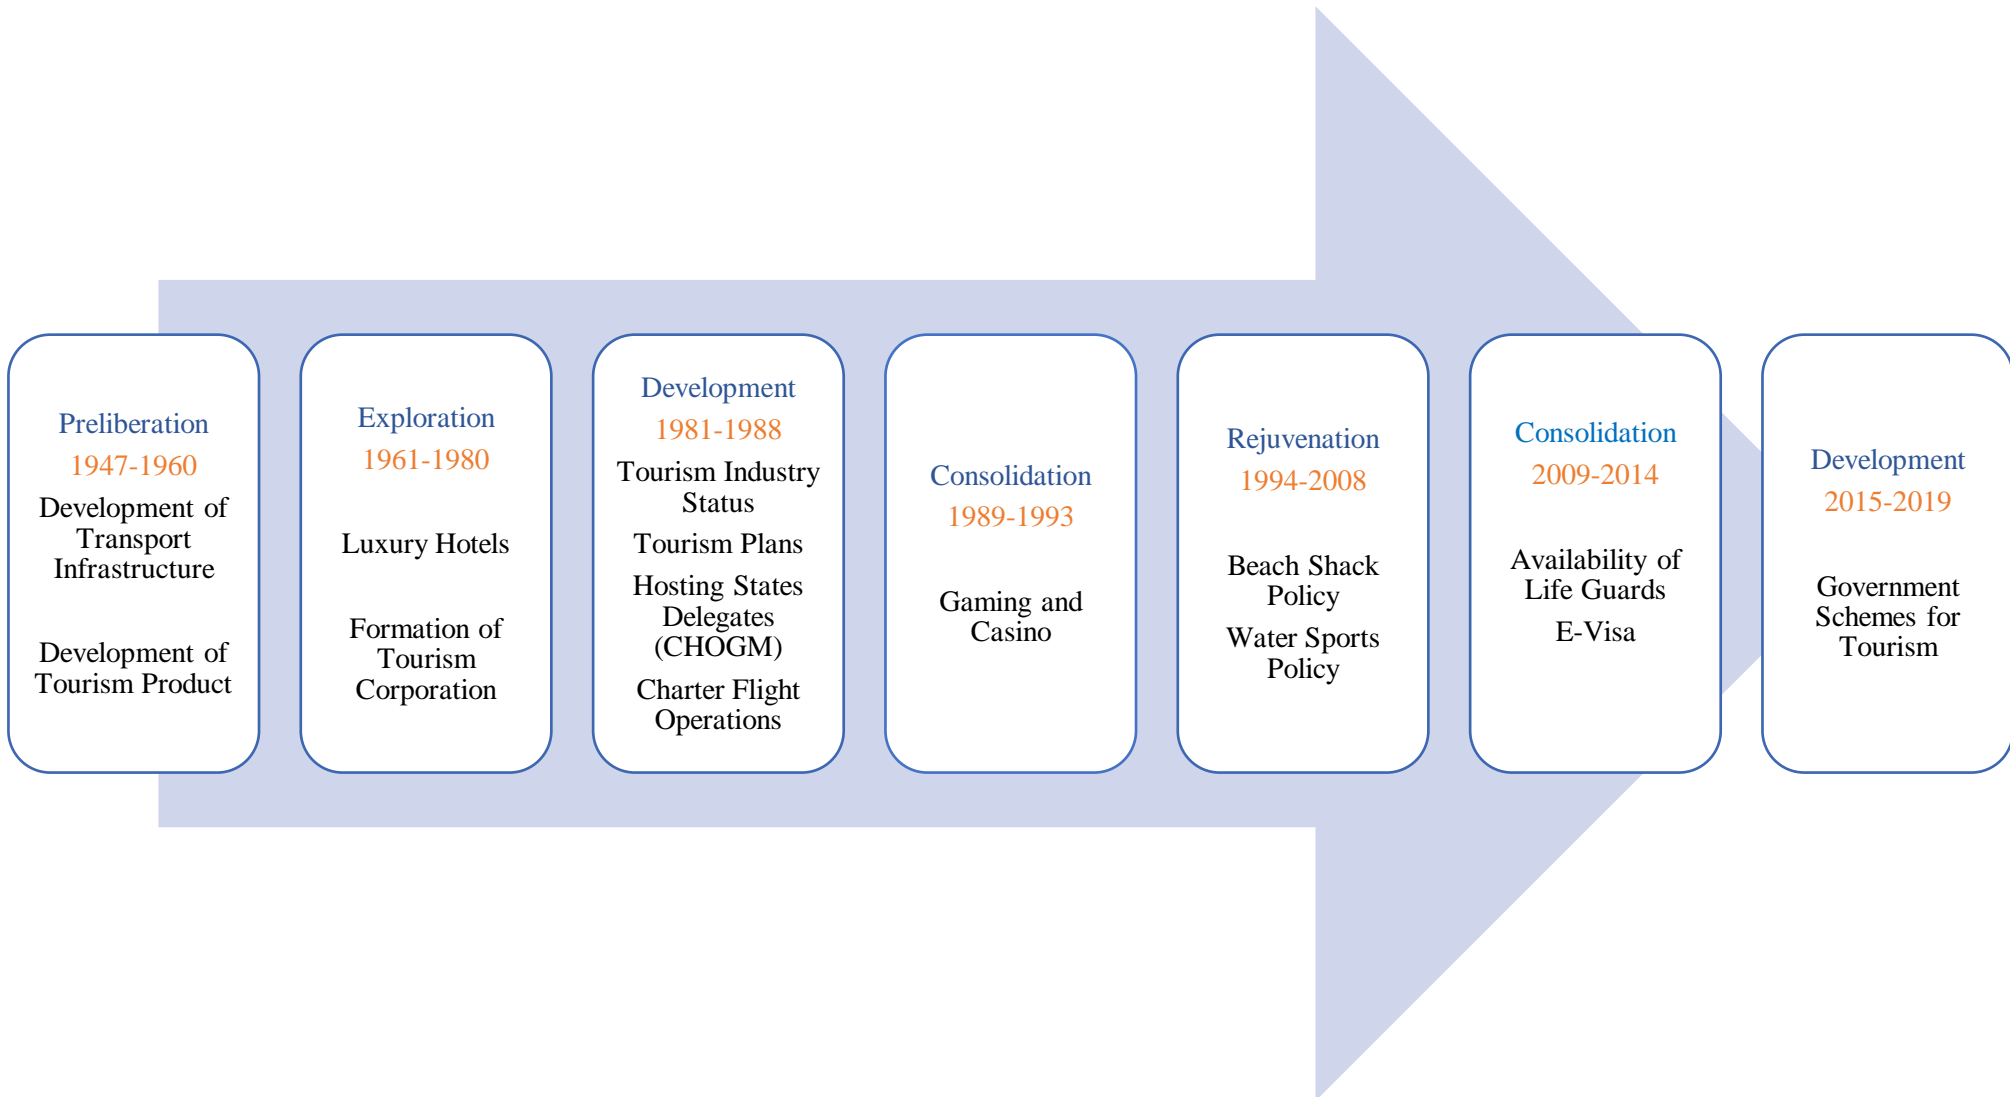 Preliberation
1947-1960
Development of
Transport
Infrastructure
Development of
Tourism Product
Exploration
1961-1980
Luxury Hotels
Formation of
Tourism
Corporation
Development
1981-1988
Tourism Industry
Status
Tourism Plans
Hosting States
Delegates
(CHOGM)
Charter Flight
Operations
Consolidation
1989-1993
Gaming and
Casino
Rejuvenation
1994-2008
Beach Shack
Policy
Water Sports
Policy
Consolidation
2009-2014
Availability of
Life Guards
E-Visa
Development
2015-2019
Government
Schemes for
Tourism